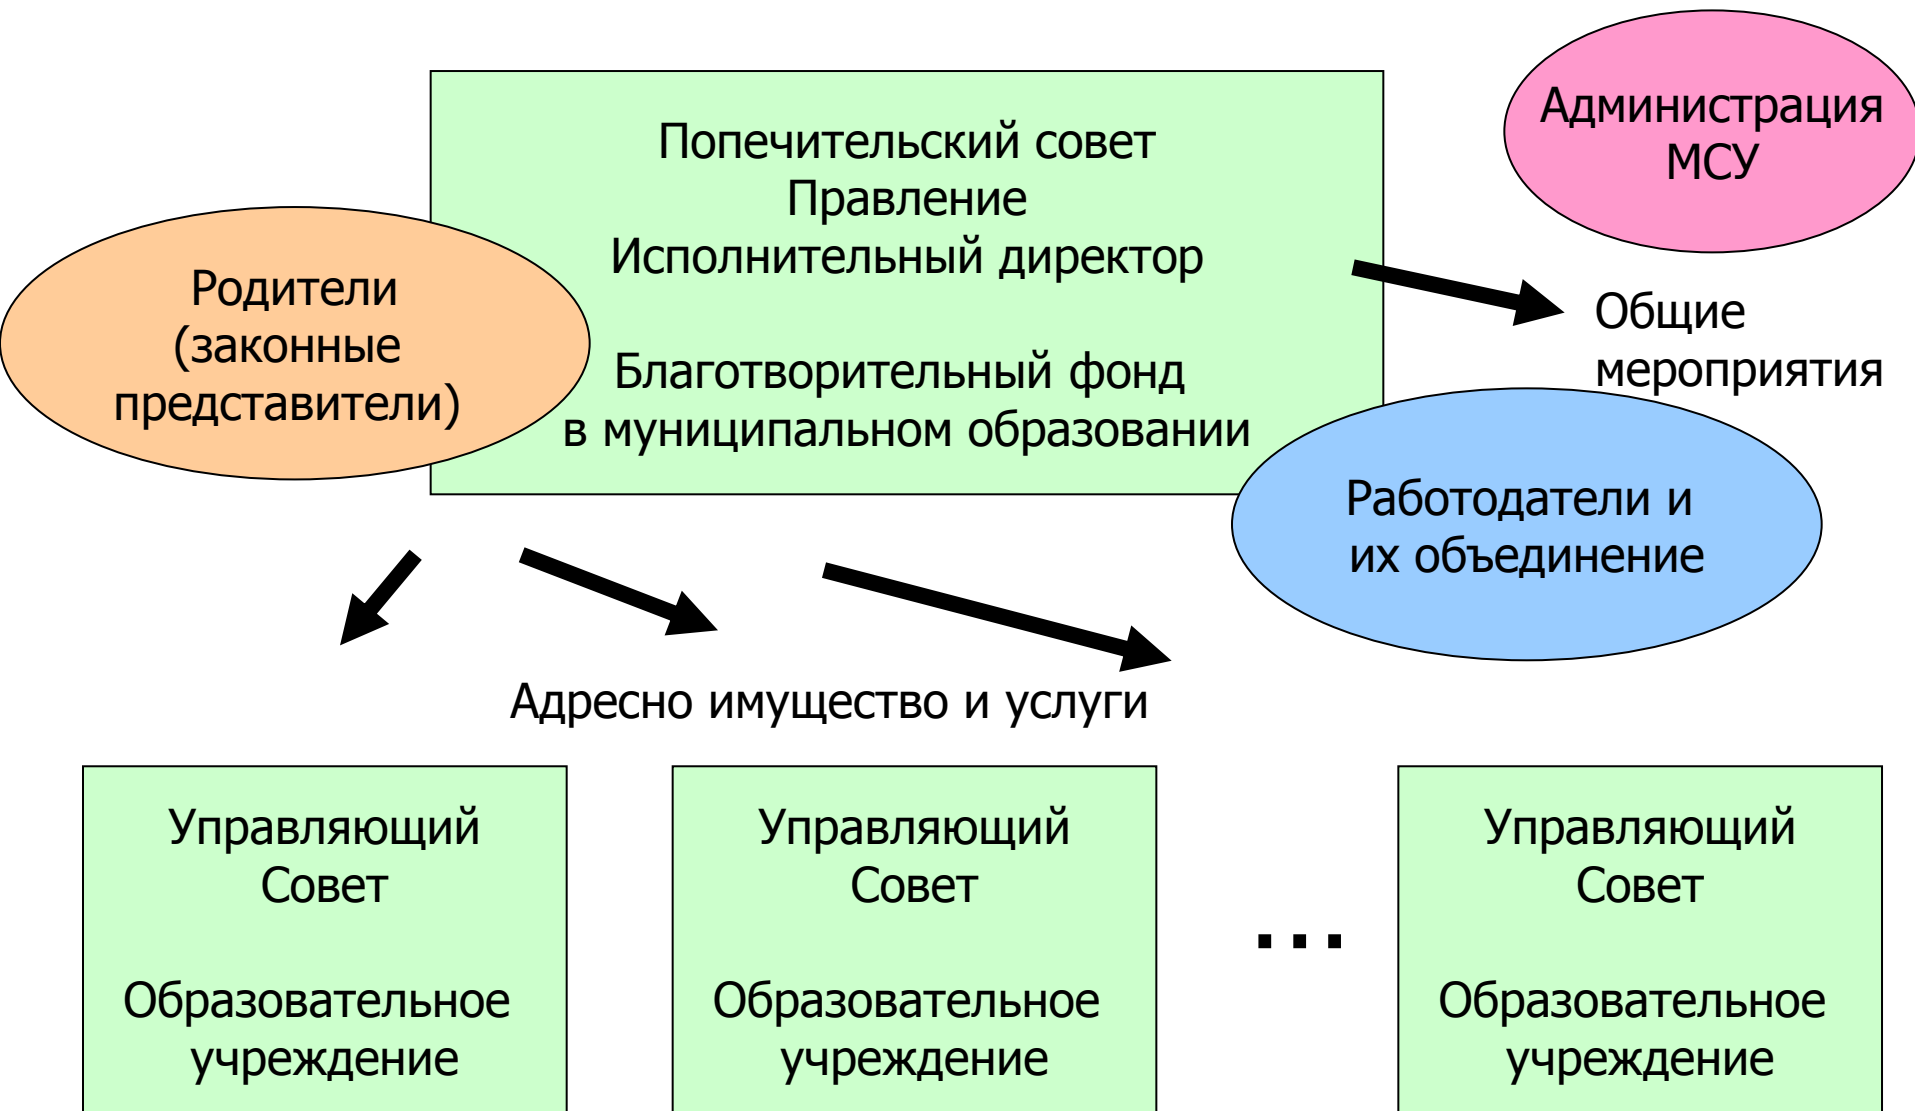 Администрация
МСУ
Попечительский совет
Правление
Исполнительный директор
Благотворительный фонд
в муниципальном образовании
Родители
(законные
представители)
Общие
мероприятия
Работодатели и
их объединение
Адресно имущество и услуги
Управляющий
Совет
Образовательное
учреждение
Управляющий
Совет
Образовательное
учреждение
...
Управляющий
Совет
Образовательное
учреждение